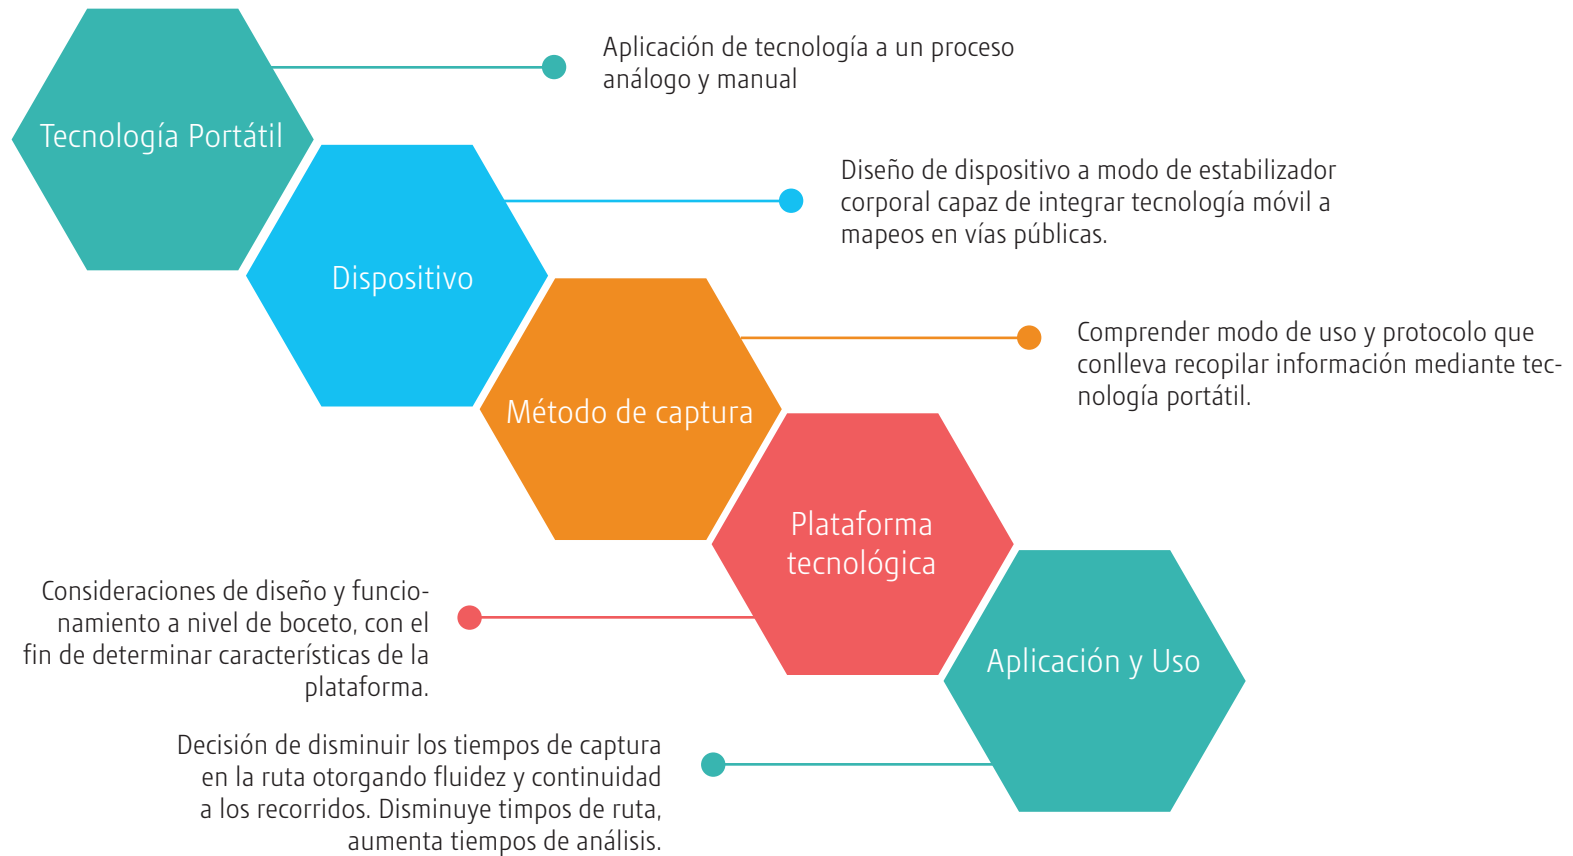 Tecnología Portátil
Aplicación de tecnología a un proceso
análogo y manual
Dispositivo
Diseño de dispositivo a modo de estabilizador
corporal capaz de integrar tecnología móvil a
mapeos en vías públicas.
Método de captura
Comprender modo de uso y protocolo que
conlleva recopilar información mediante tec-
nología portátil.
Plataforma
tecnológica
Consideraciones de diseño y funcio-
namiento a nivel de boceto, con el
fin de determinar características de la
plataforma.
Aplicación y Uso
Decisión de disminuir los tiempos de captura
en la ruta otorgando fluidez y continuidad
a los recorridos. Disminuye timpos de ruta,
aumenta tiempos de análisis.